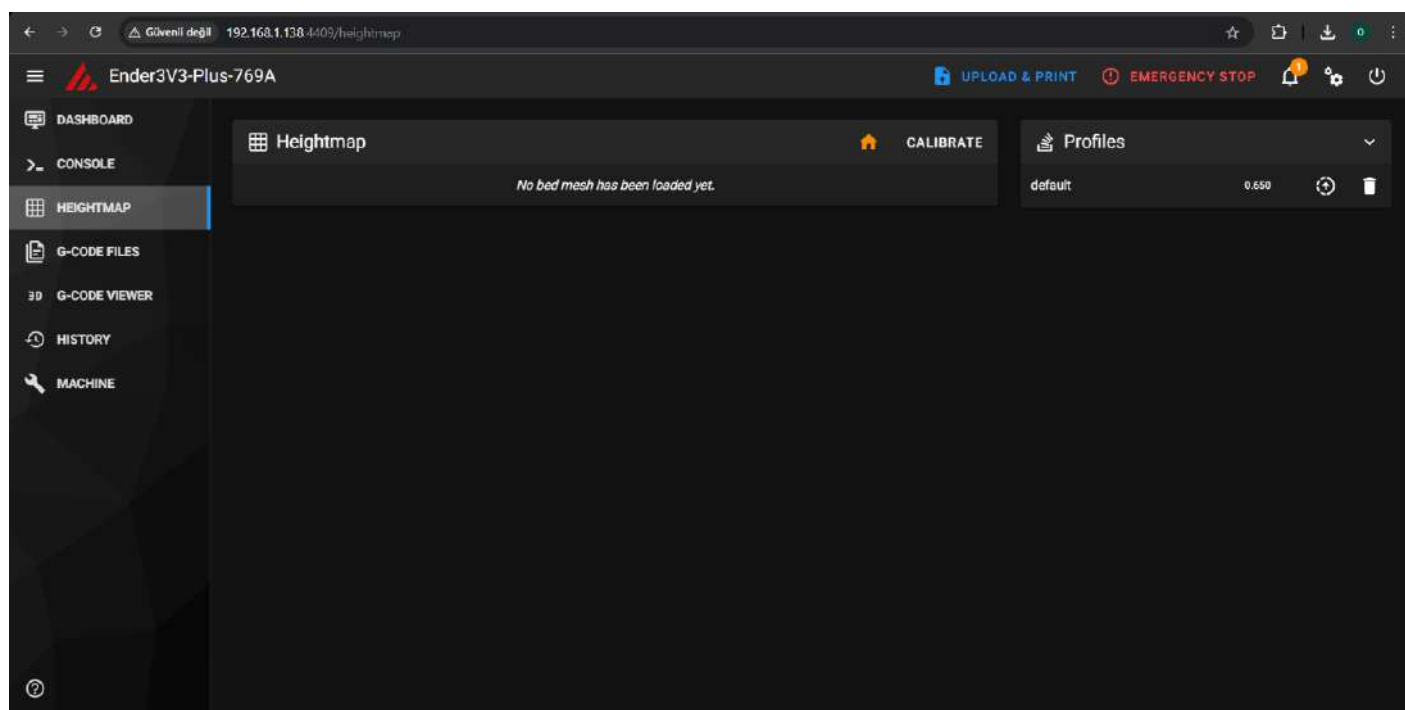 Güvenli değil 192.168.1.138:4409/heightmap
Ender3V3-Plus-769A
UPLOAD & PRINT
EMERGENCY STOP
1
DASHBOARD
CONSOLE
HEIGHTMAP
G-CODE FILES
3D G-CODE VIEWER
HISTORY
MACHINE
Heightmap
CALIBRATE
No bed mesh has been loaded yet.
Profiles
default 0.650